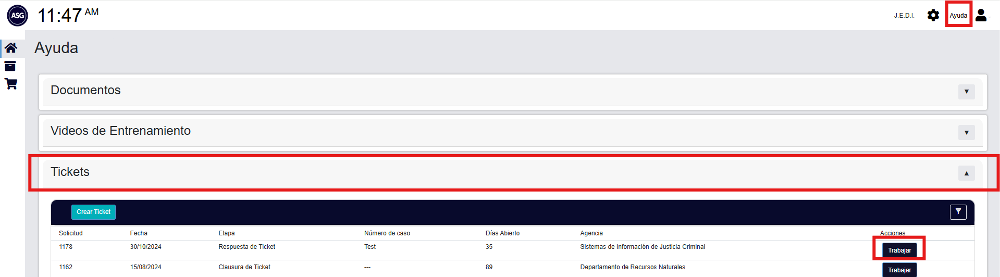 ASG 11:47 AM J.E.D.I. Ayuda
Ayuda
Documentos
Videos de Entrenamiento
Tickets
Crear Ticket
Solicitud Fecha Etapa Número de caso Días Abierto Agencia Acciones
1178 30/10/2024 Respuesta de Ticket Test 35 Sistemas de Información de Justicia Criminal Trabajar
1162 15/08/2024 Clausura de Ticket --- 89 Departamento de Recursos Naturales Trabajar